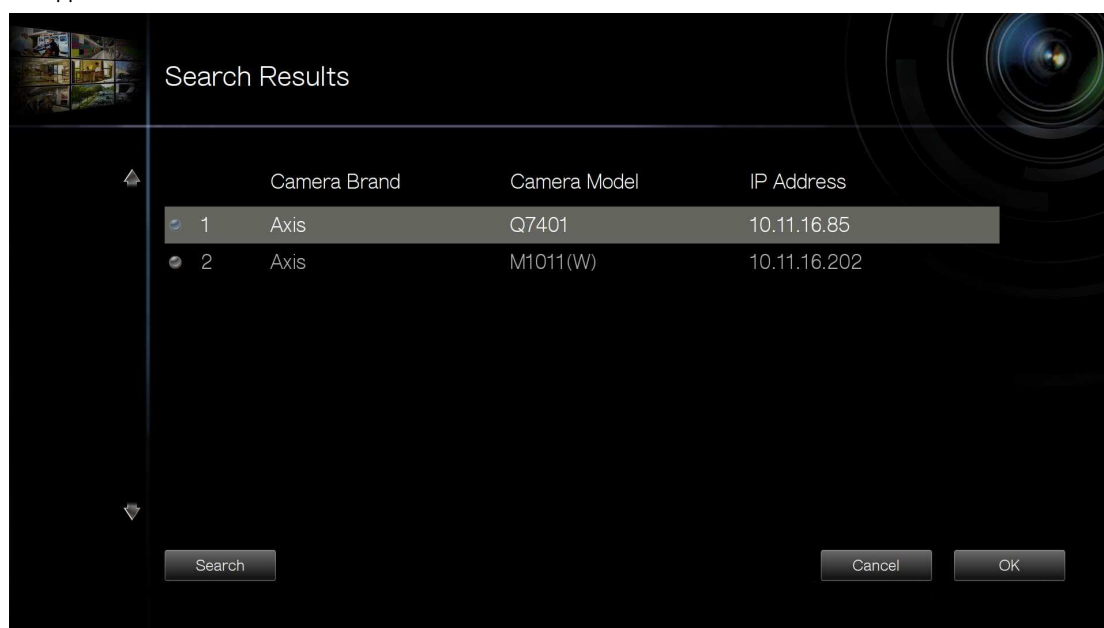 Search Results
Camera Brand Camera Model IP Address
1 Axis Q7401 10.11.16.85
2 Axis M1011(W) 10.11.16.202
Search Cancel OK